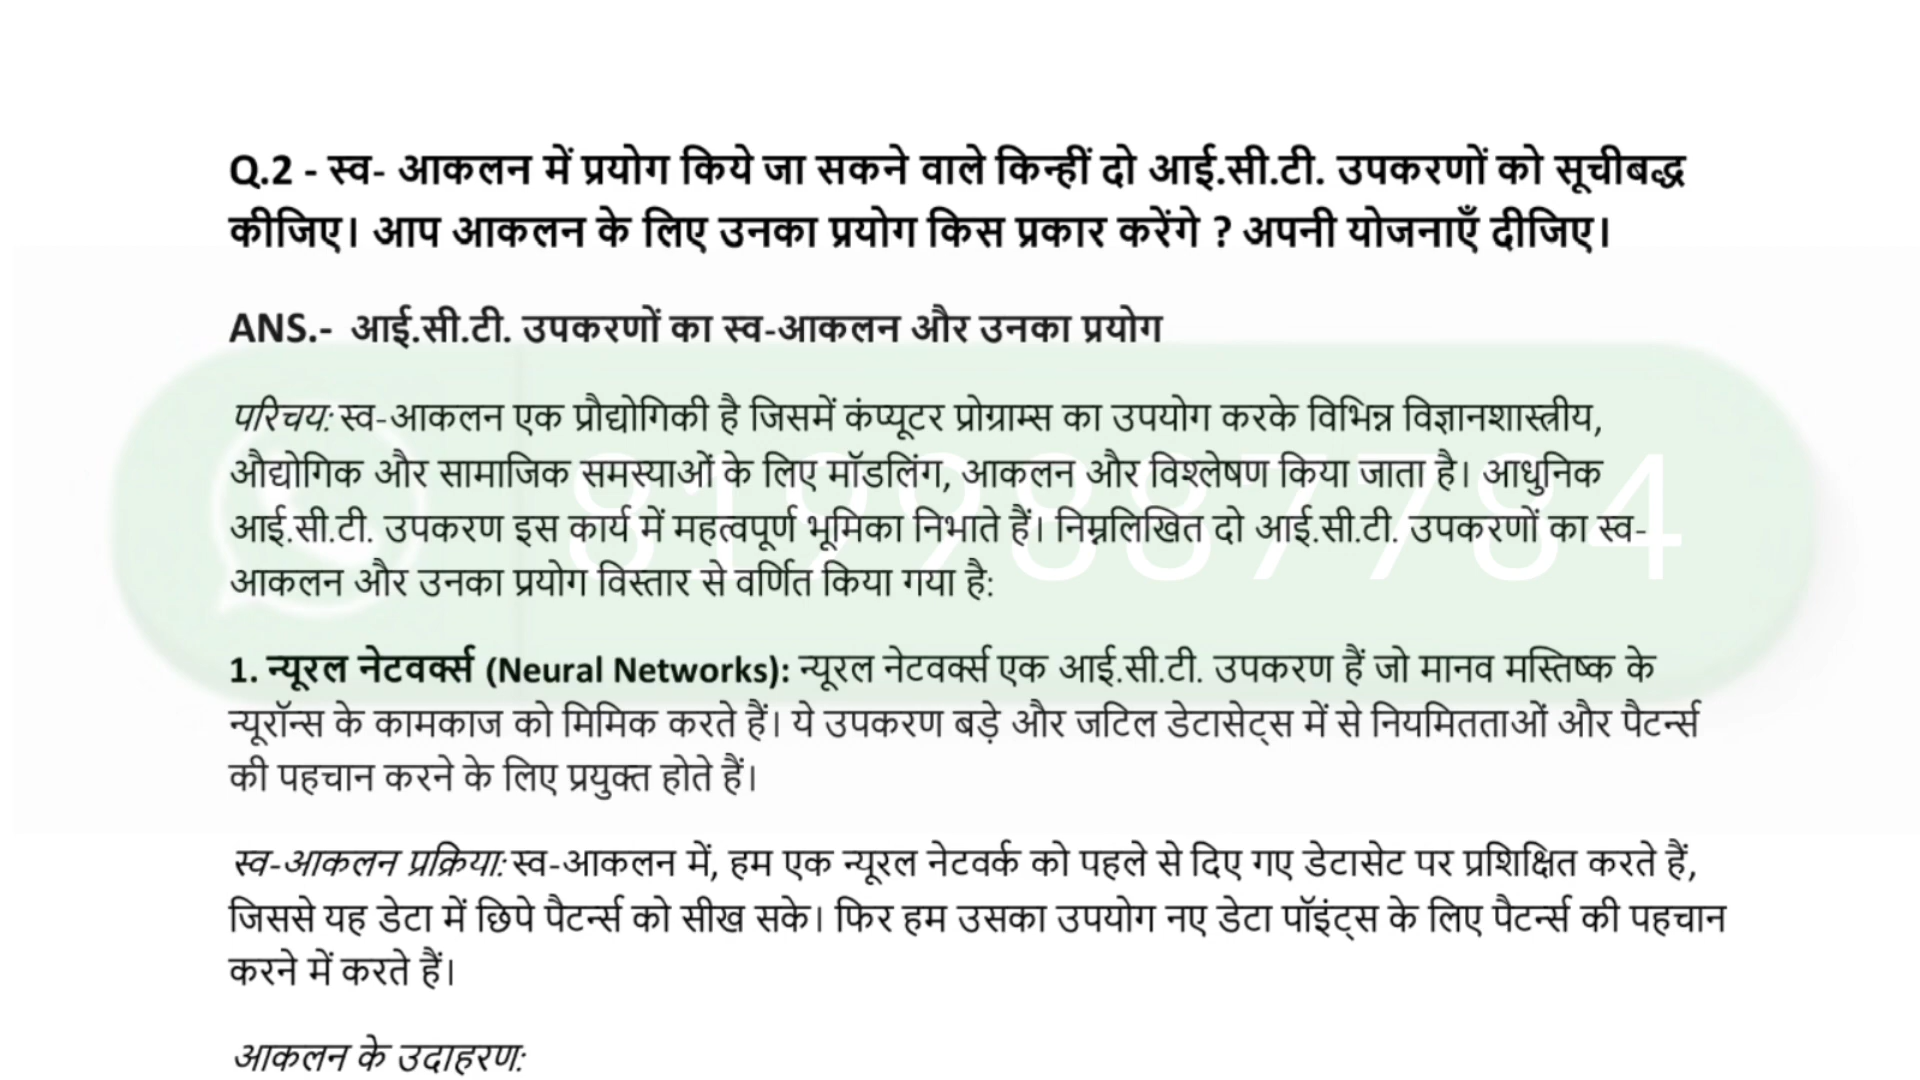 Q.2 - स्व- आकलन में प्रयोग किये जा सकने वाले किन्हीं दो आई.सी.टी. उपकरणों को सूचीबद्ध
कीजिए। आप आकलन के लिए उनका प्रयोग किस प्रकार करेंगे ? अपनी योजनाएँ दीजिए।
ANS.- आई.सी.टी. उपकरणों का स्व-आकलन और उनका प्रयोग
परिचय: स्व-आकलन एक प्रौद्योगिकी है जिसमें कंप्यूटर प्रोग्राम्स का उपयोग करके विभिन्न विज्ञानशास्त्रीय,
औद्योगिक और सामाजिक समस्याओं के लिए मॉडलिंग, आकलन और विश्लेषण किया जाता है। आधुनिक
आई.सी.टी. उपकरण इस कार्य में महत्वपूर्ण भूमिका निभाते हैं। निम्नलिखित दो आई.सी.टी. उपकरणों का स्व-
आकलन और उनका प्रयोग विस्तार से वर्णित किया गया है:
8199887784
1. न्यूरल नेटवर्क्स (Neural Networks): न्यूरल नेटवर्क्स एक आई.सी.टी. उपकरण हैं जो मानव मस्तिष्क के
न्यूरॉन्स के कामकाज को मिमिक करते हैं। ये उपकरण बड़े और जटिल डेटासेट्स में से नियमितताओं और पैटर्न्स
की पहचान करने के लिए प्रयुक्त होते हैं।
स्व-आकलन प्रक्रिया: स्व-आकलन में, हम एक न्यूरल नेटवर्क को पहले से दिए गए डेटासेट पर प्रशिक्षित करते हैं,
जिससे यह डेटा में छिपे पैटर्न्स को सीख सके। फिर हम उसका उपयोग नए डेटा पॉइंट्स के लिए पैटर्न्स की पहचान
करने में करते हैं।
आकलन के उदाहरण: